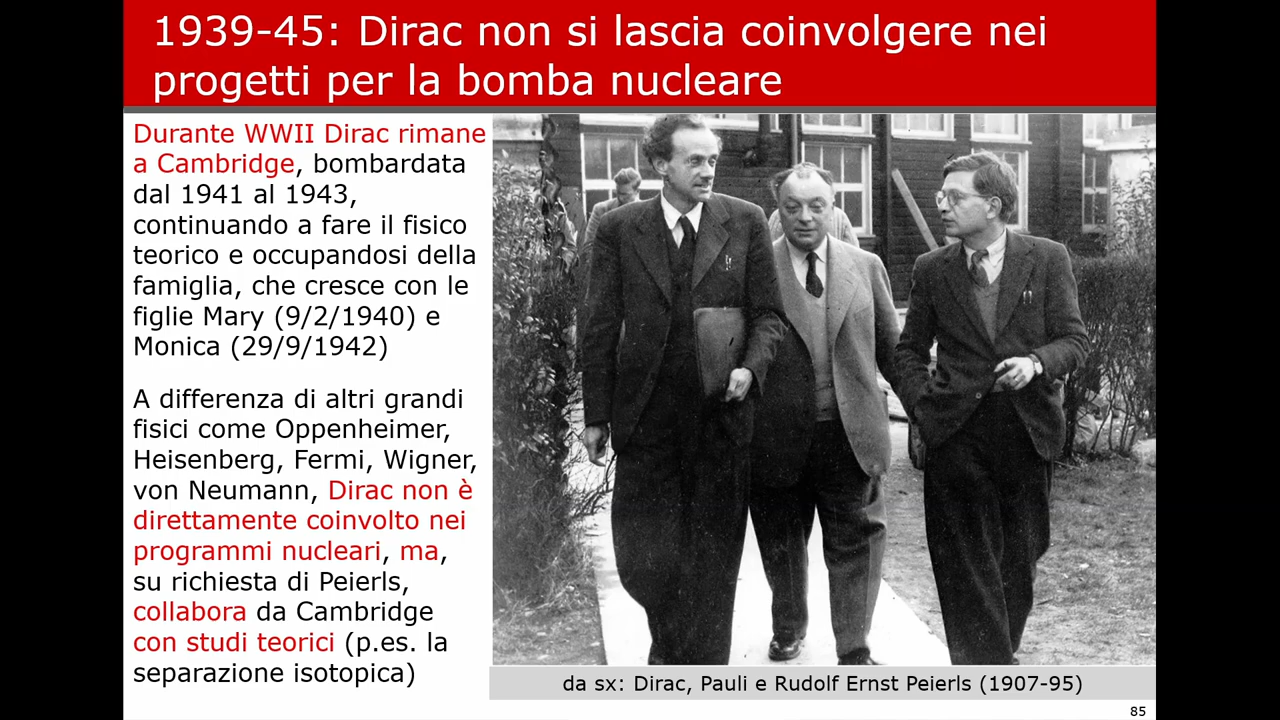 1939-45: Dirac non si lascia coinvolgere nei
progetti per la bomba nucleare
Durante WWII Dirac rimane
a Cambridge, bombardata
dal 1941 al 1943,
continuando a fare il fisico
teorico e occupandosi della
famiglia, che cresce con le
figlie Mary (9/2/1940) e
Monica (29/9/1942)
A differenza di altri grandi
fisici come Oppenheimer,
Heisenberg, Fermi, Wigner,
von Neumann, Dirac non è
direttamente coinvolto nei
programmi nucleari, ma,
su richiesta di Peierls,
collabora da Cambridge
con studi teorici (p.es. la
separazione isotopica)
da sx: Dirac, Pauli e Rudolf Ernst Peierls (1907-95)
85